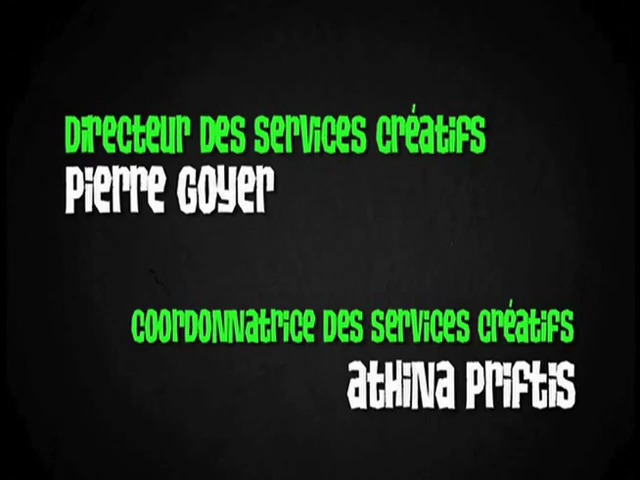 Directeur des services créatifs
Pierre Goyer
Coordonnatrice des services créatifs
Athina Priftis